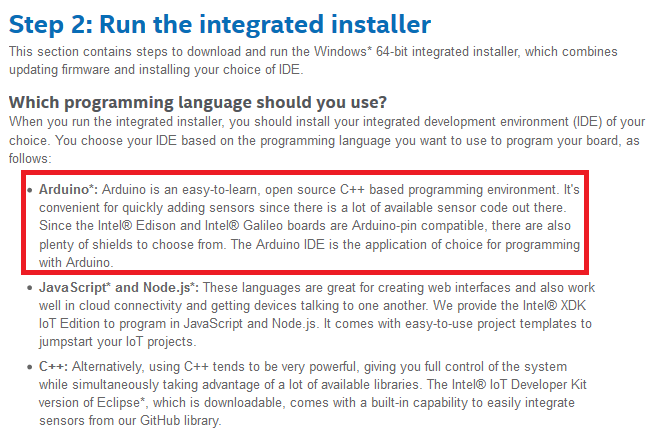 Step 2: Run the integrated installer
This section contains steps to download and run the Windows* 64-bit integrated installer, which combines
updating firmware and installing your choice of IDE.
Which programming language should you use?
When you run the integrated installer, you should install your integrated development environment (IDE) of your
choice. You choose your IDE based on the programming language you want to use to program your board, as
follows:
• Arduino*: Arduino is an easy-to-learn, open source C++ based programming environment. It's
convenient for quickly adding sensors since there is a lot of available sensor code out there.
Since the Intel® Edison and Intel® Galileo boards are Arduino-pin compatible, there are also
plenty of shields to choose from. The Arduino IDE is the application of choice for programming
with Arduino.
• JavaScript* and Node.js*: These languages are great for creating web interfaces and also work
well in cloud connectivity and getting devices talking to one another. We provide the Intel® XDK
IoT Edition to program in JavaScript and Node.js. It comes with easy-to-use project templates to
jumpstart your IoT projects.
• C++: Alternatively, using C++ tends to be very powerful, giving you full control of the system
while simultaneously taking advantage of a lot of available libraries. The Intel® IoT Developer Kit
version of Eclipse*, which is downloadable, comes with a built-in capability to easily integrate
sensors from our GitHub library.